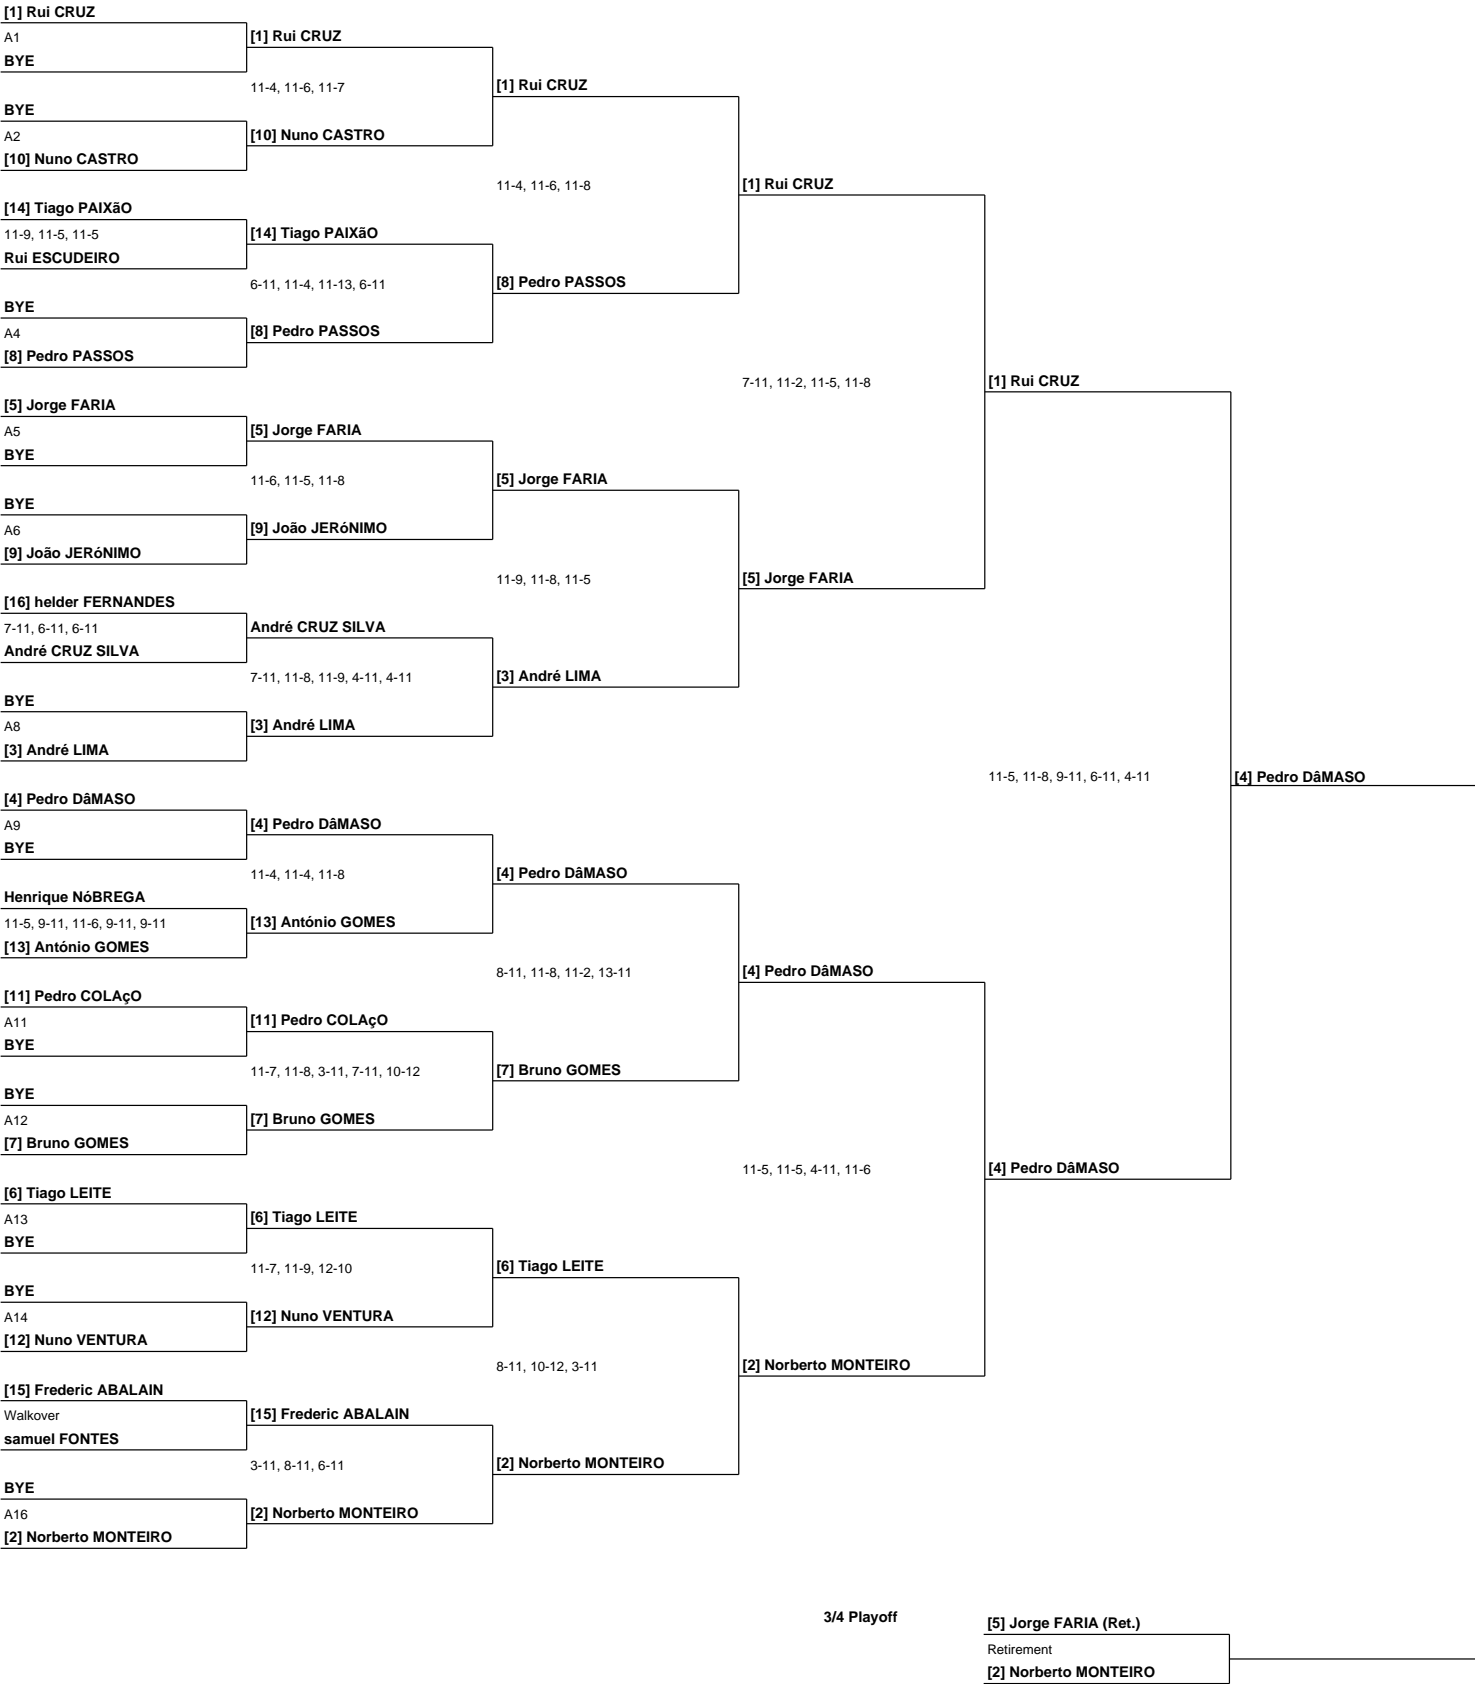 [1] Rui CRUZ
A1
BYE
BYE
A2
[10] Nuno CASTRO
[14] Tiago PAIXãO
11-9, 11-5, 11-5
Rui ESCUDEIRO
BYE
A4
[8] Pedro PASSOS
[5] Jorge FARIA
A5
BYE
BYE
A6
[9] João JERóNIMO
[16] helder FERNANDES
7-11, 6-11, 6-11
André CRUZ SILVA
BYE
A8
[3] André LIMA
[4] Pedro DâMASO
A9
BYE
Henrique NóBREGA
11-5, 9-11, 11-6, 9-11, 9-11
[13] António GOMES
[11] Pedro COLAçO
A11
BYE
BYE
A12
[7] Bruno GOMES
[6] Tiago LEITE
A13
BYE
BYE
A14
[12] Nuno VENTURA
[15] Frederic ABALAIN
Walkover
samuel FONTES
BYE
A16
[2] Norberto MONTEIRO
[1] Rui CRUZ
11-4, 11-6, 11-7
[10] Nuno CASTRO
[14] Tiago PAIXãO
6-11, 11-4, 11-13, 6-11
[8] Pedro PASSOS
[5] Jorge FARIA
11-6, 11-5, 11-8
[9] João JERóNIMO
André CRUZ SILVA
7-11, 11-8, 11-9, 4-11, 4-11
[3] André LIMA
[4] Pedro DâMASO
11-4, 11-4, 11-8
[13] António GOMES
[11] Pedro COLAçO
11-7, 11-8, 3-11, 7-11, 10-12
[7] Bruno GOMES
[6] Tiago LEITE
11-7, 11-9, 12-10
[12] Nuno VENTURA
[15] Frederic ABALAIN
3-11, 8-11, 6-11
[2] Norberto MONTEIRO
[1] Rui CRUZ
11-4, 11-6, 11-8
[8] Pedro PASSOS
[5] Jorge FARIA
11-9, 11-8, 11-5
[3] André LIMA
[4] Pedro DâMASO
8-11, 11-8, 11-2, 13-11
[7] Bruno GOMES
[6] Tiago LEITE
8-11, 10-12, 3-11
[2] Norberto MONTEIRO
[1] Rui CRUZ
7-11, 11-2, 11-5, 11-8
[5] Jorge FARIA
[4] Pedro DâMASO
11-5, 11-5, 4-11, 11-6
[2] Norberto MONTEIRO
[1] Rui CRUZ
11-5, 11-8, 9-11, 6-11, 4-11
[4] Pedro DâMASO
[4] Pedro DâMASO
3/4 Playoff
[5] Jorge FARIA (Ret.)
Retirement
[2] Norberto MONTEIRO